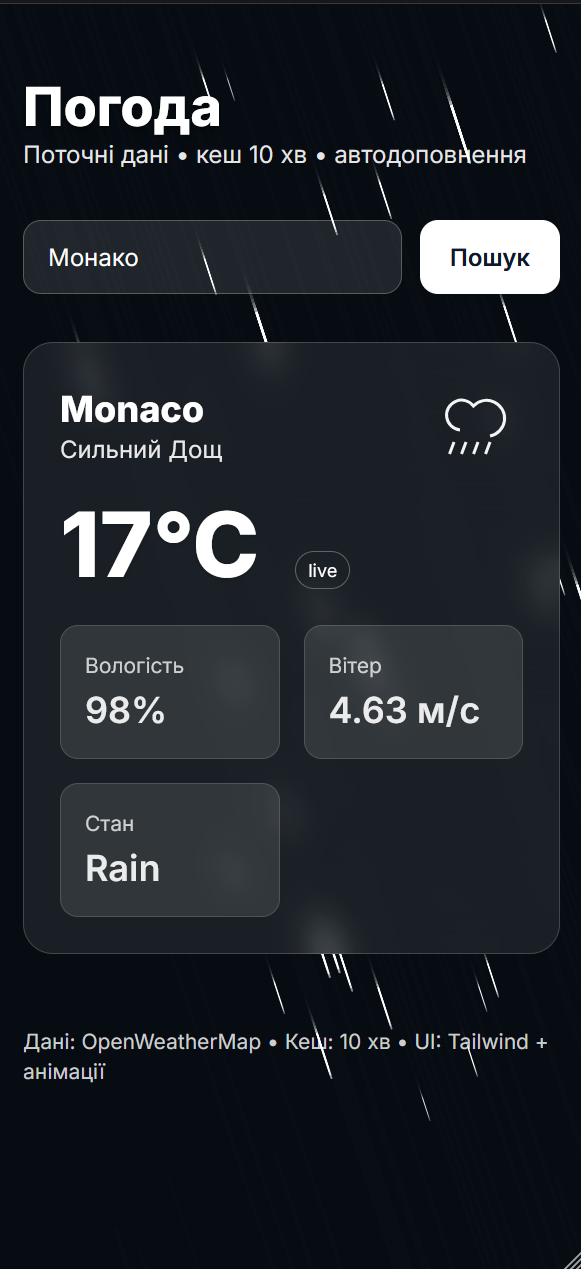 Погода
Поточні дані • кеш 10 хв • автодоповнення
Монако
Пошук
Monaco
Сильний Дощ
17°C
live
Вологість
98%
Вітер
4.63 м/с
Стан
Rain
Дані: OpenWeatherMap • Кеш: 10 хв • UI: Tailwind +
анімації